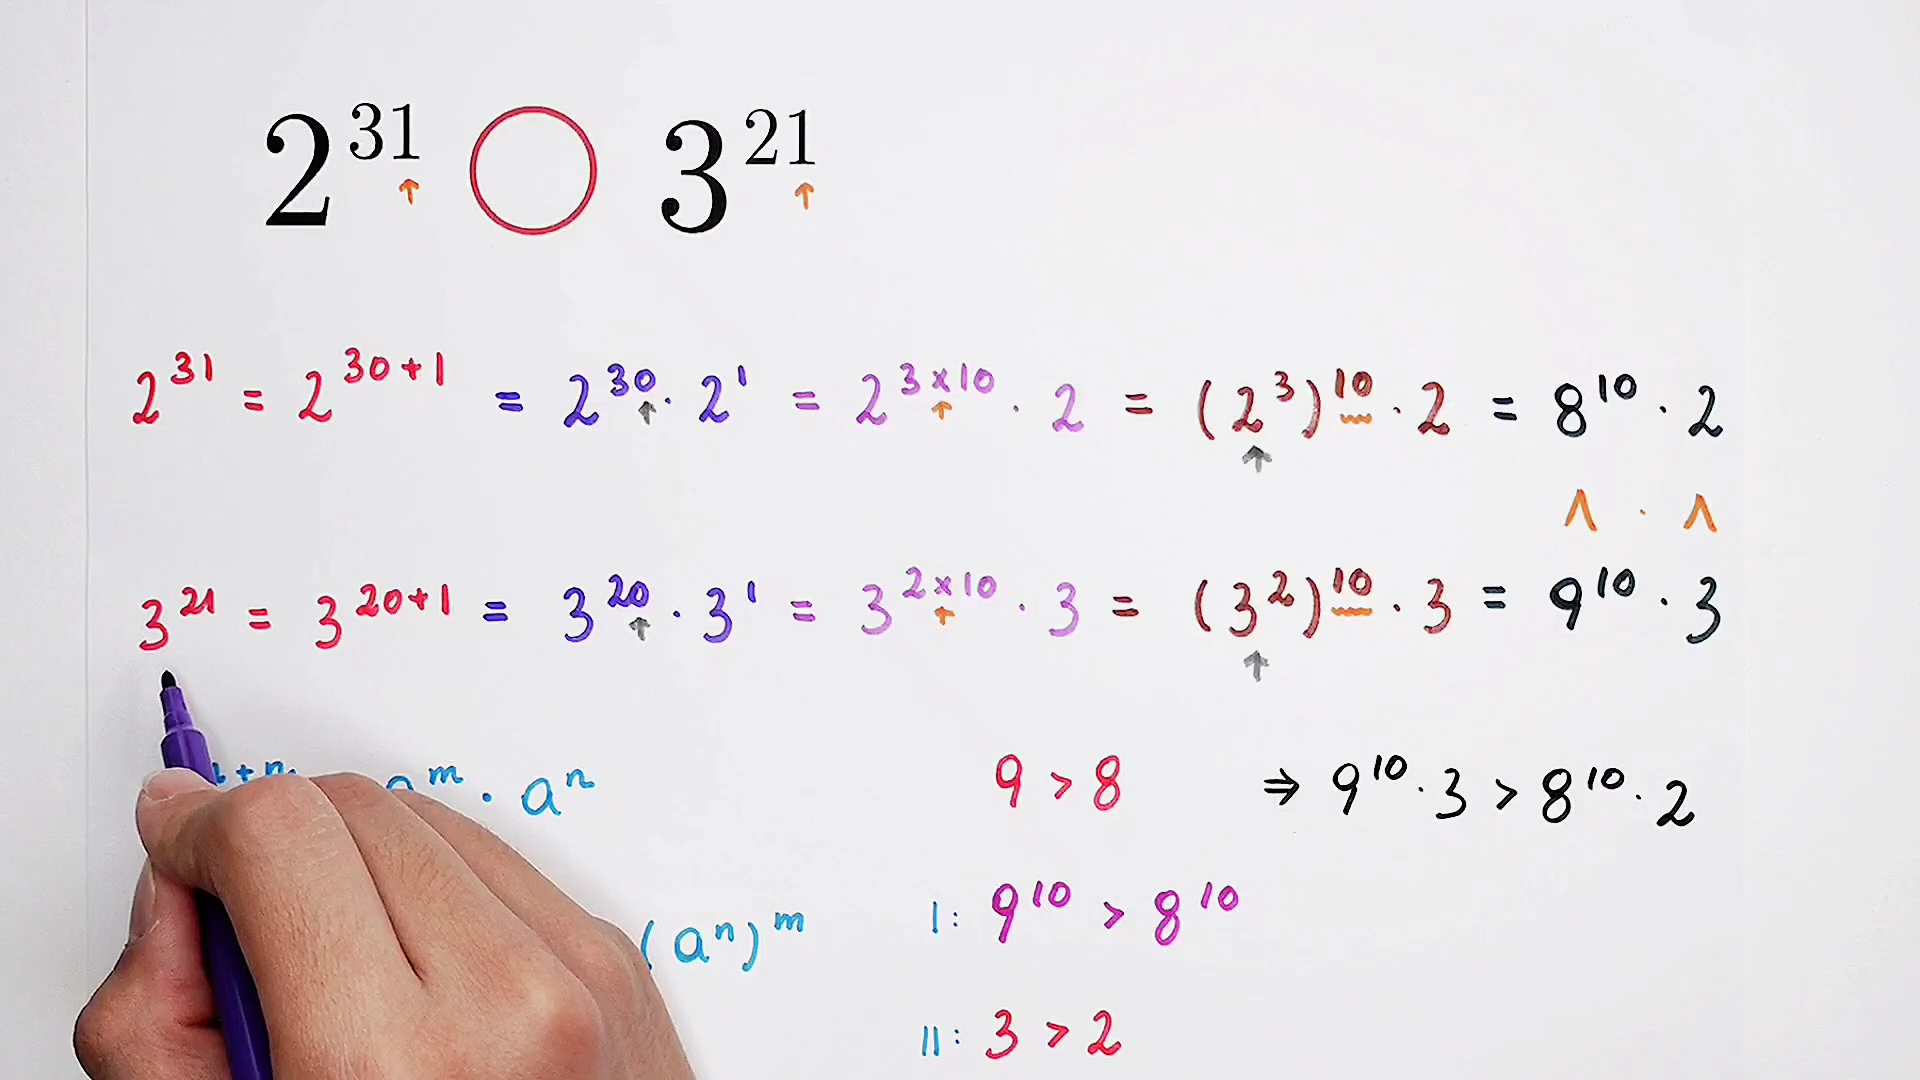 2^31 ○ 3^21
2^31 = 2^30+1 = 2^30 · 2^1 = 2^3×10 · 2 = (2^3)^10 · 2 = 8^10 · 2
∧ · ∧
3^21 = 3^20+1 = 3^20 · 3^1 = 3^2×10 · 3 = (3^2)^10 · 3 = 9^10 · 3
+n a^m · a^n
9 > 8 ⇒ 9^10 · 3 > 8^10 · 2
(a^n)^m
I: 9^10 > 8^10
II: 3 > 2